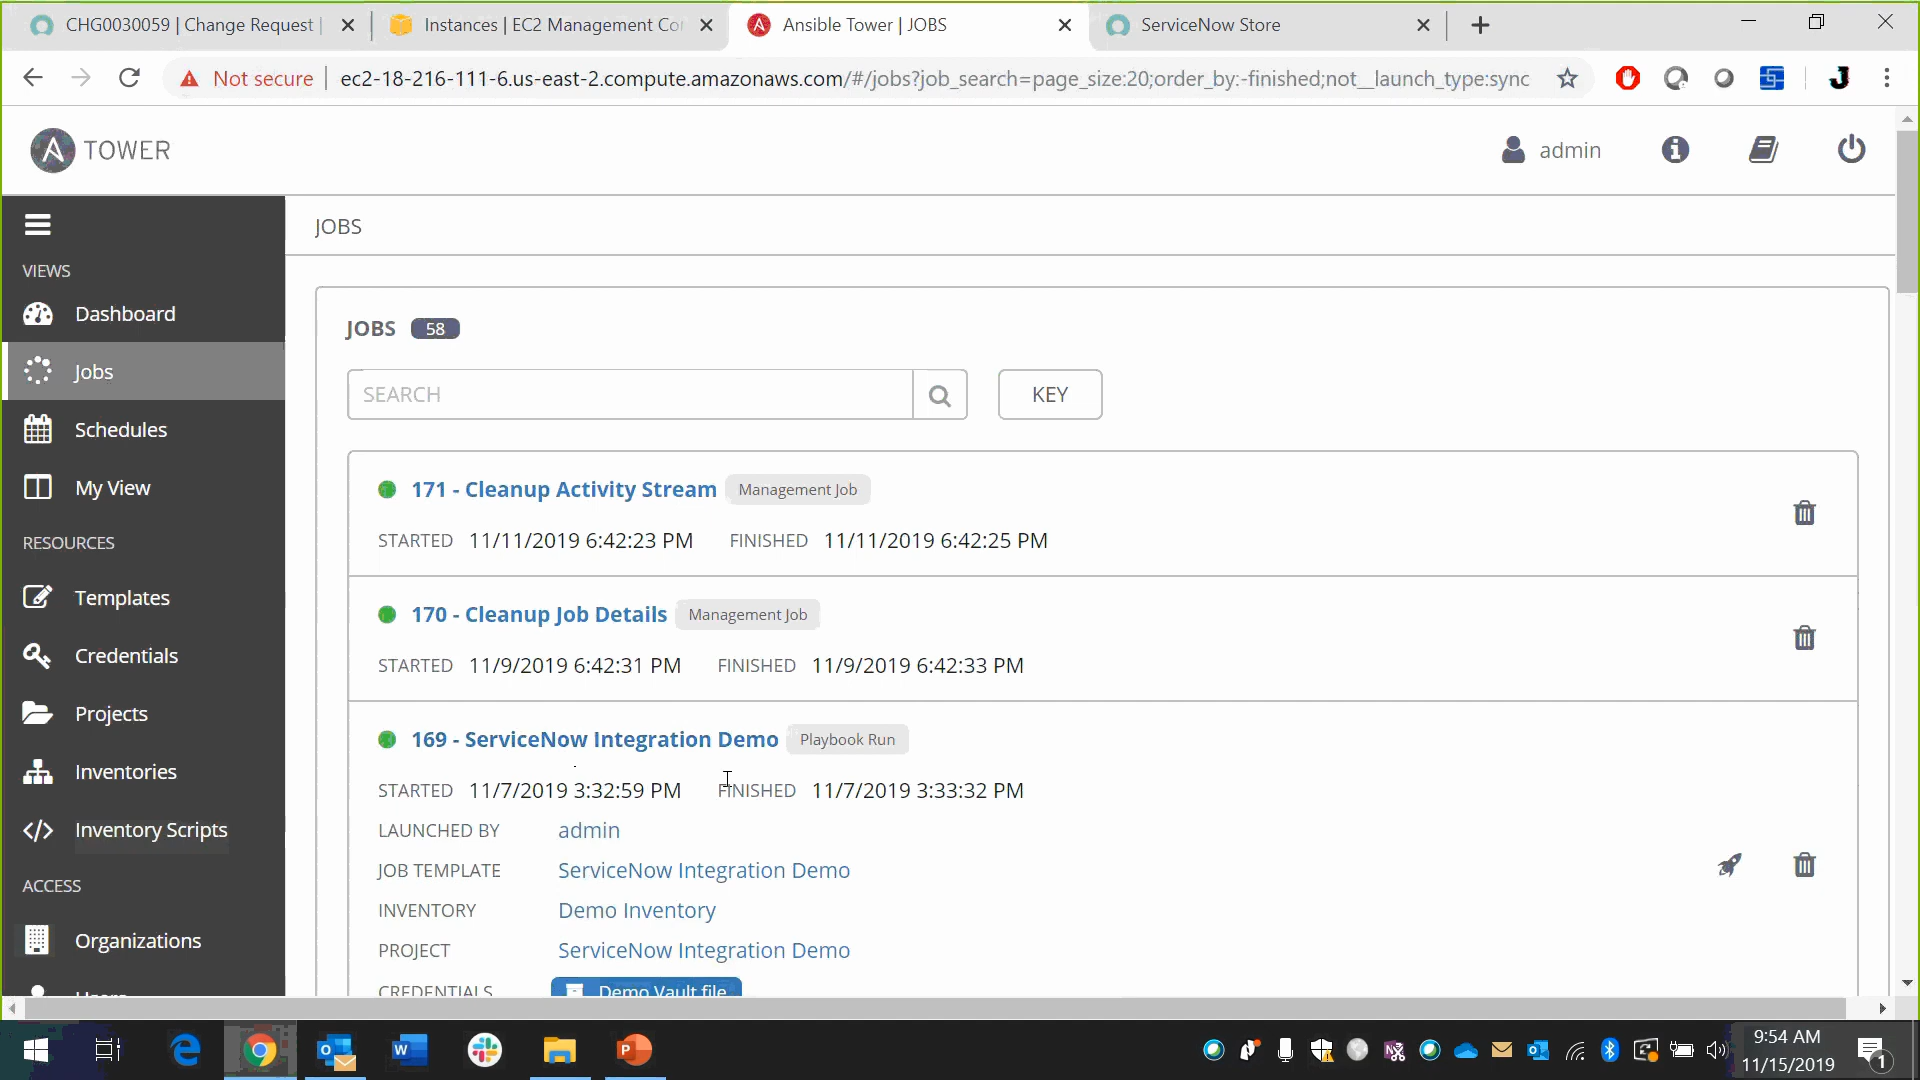 CHG0030059 | Change Request |
Instances | EC2 Management Co
Ansible Tower | JOBS
ServiceNow Store
Not secure
ec2-18-216-111-6.us-east-2.compute.amazonaws.com/#/jobs?job_search=page_size:20;order_by:-finished;not__launch_type:sync
TOWER
admin
VIEWS
Dashboard
Jobs
Schedules
My View
RESOURCES
Templates
Credentials
Projects
Inventories
Inventory Scripts
ACCESS
Organizations
Users
JOBS
JOBS 58
SEARCH
KEY
171 - Cleanup Activity Stream Management Job
STARTED 11/11/2019 6:42:23 PM FINISHED 11/11/2019 6:42:25 PM
170 - Cleanup Job Details Management Job
STARTED 11/9/2019 6:42:31 PM FINISHED 11/9/2019 6:42:33 PM
169 - ServiceNow Integration Demo Playbook Run
STARTED 11/7/2019 3:32:59 PM FINISHED 11/7/2019 3:33:32 PM
LAUNCHED BY admin
JOB TEMPLATE ServiceNow Integration Demo
INVENTORY Demo Inventory
PROJECT ServiceNow Integration Demo
CREDENTIALS Demo Vault file
9:54 AM
11/15/2019
1